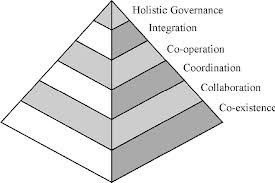 Holistic Governance
Integration
Co-operation
Coordination
Collaboration
Co-existence